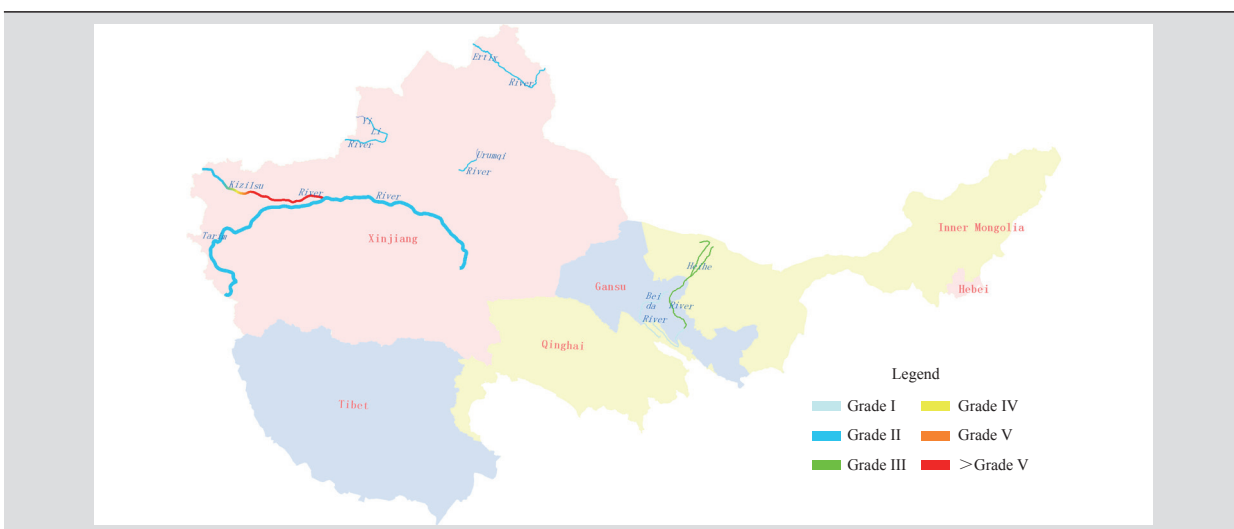 Ertix
River
Yi
Li
River
Urumqi
River
Kizilsu
River
River
Tarim
Xinjiang
Inner Mongolia
Hebei
Heihe
Gansu
Bei
da
River
River
Qinghai
Tibet
Legend
Grade I
Grade IV
Grade II
Grade V
Grade III
＞Grade V